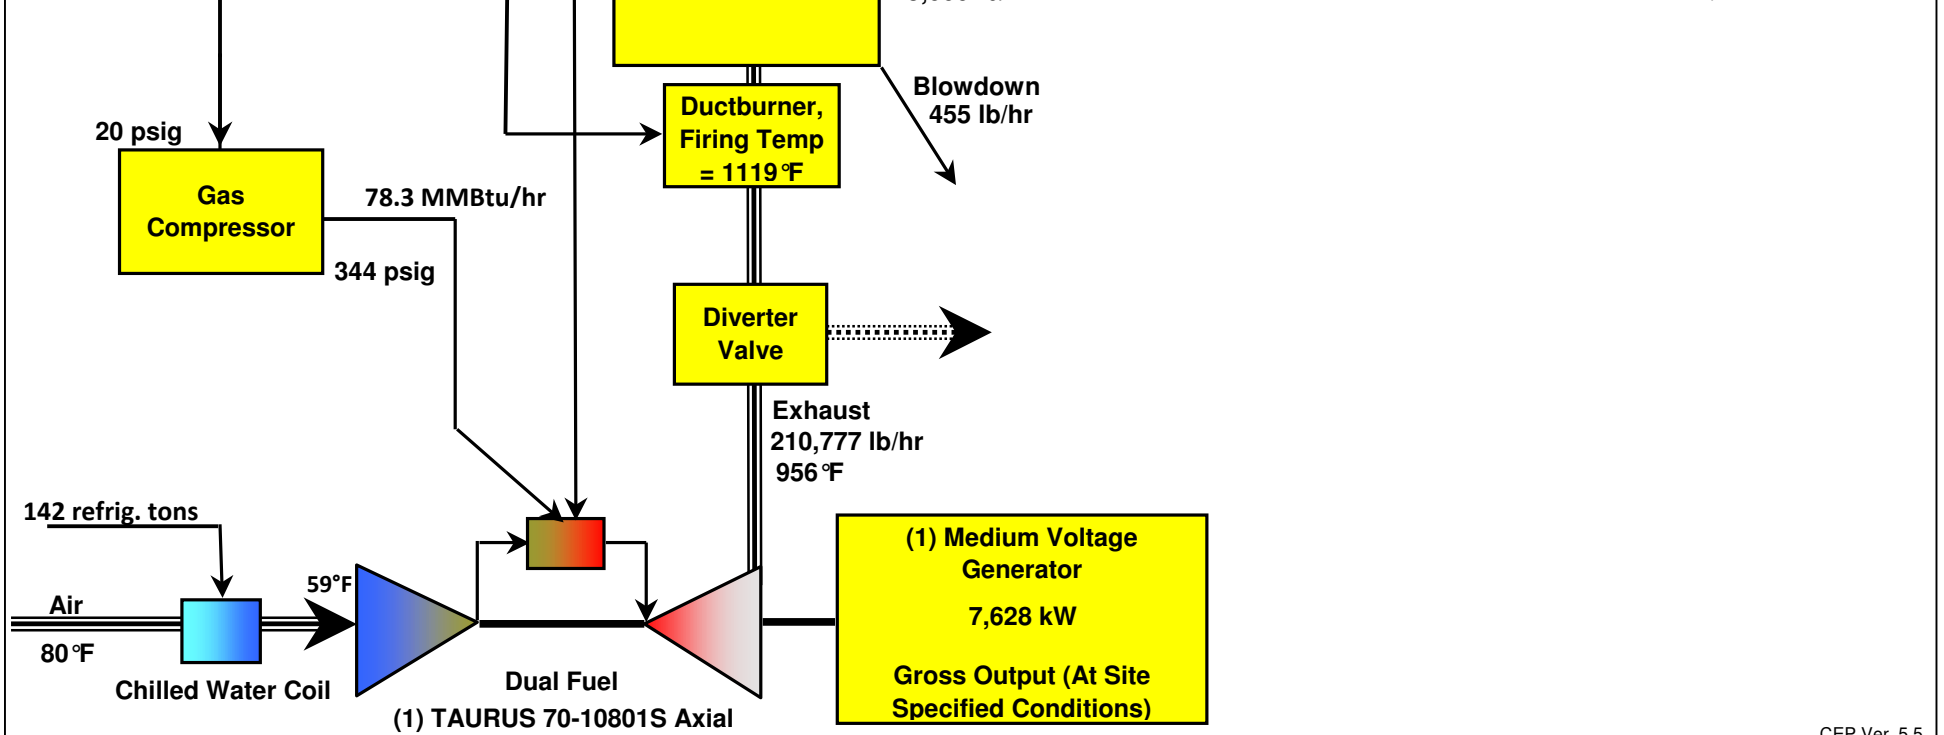 Blowdown
455 lb/hr
Ductburner,
Firing Temp
= 1119°F
20 psig
Gas
Compressor
78.3 MMBtu/hr
344 psig
Diverter
Valve
Exhaust
210,777 lb/hr
956°F
142 refrig. tons
59°F
Air
80°F
Chilled Water Coil
Dual Fuel
(1) TAURUS 70-10801S Axial
(1) Medium Voltage
Generator
7,628 kW
Gross Output (At Site
Specified Conditions)